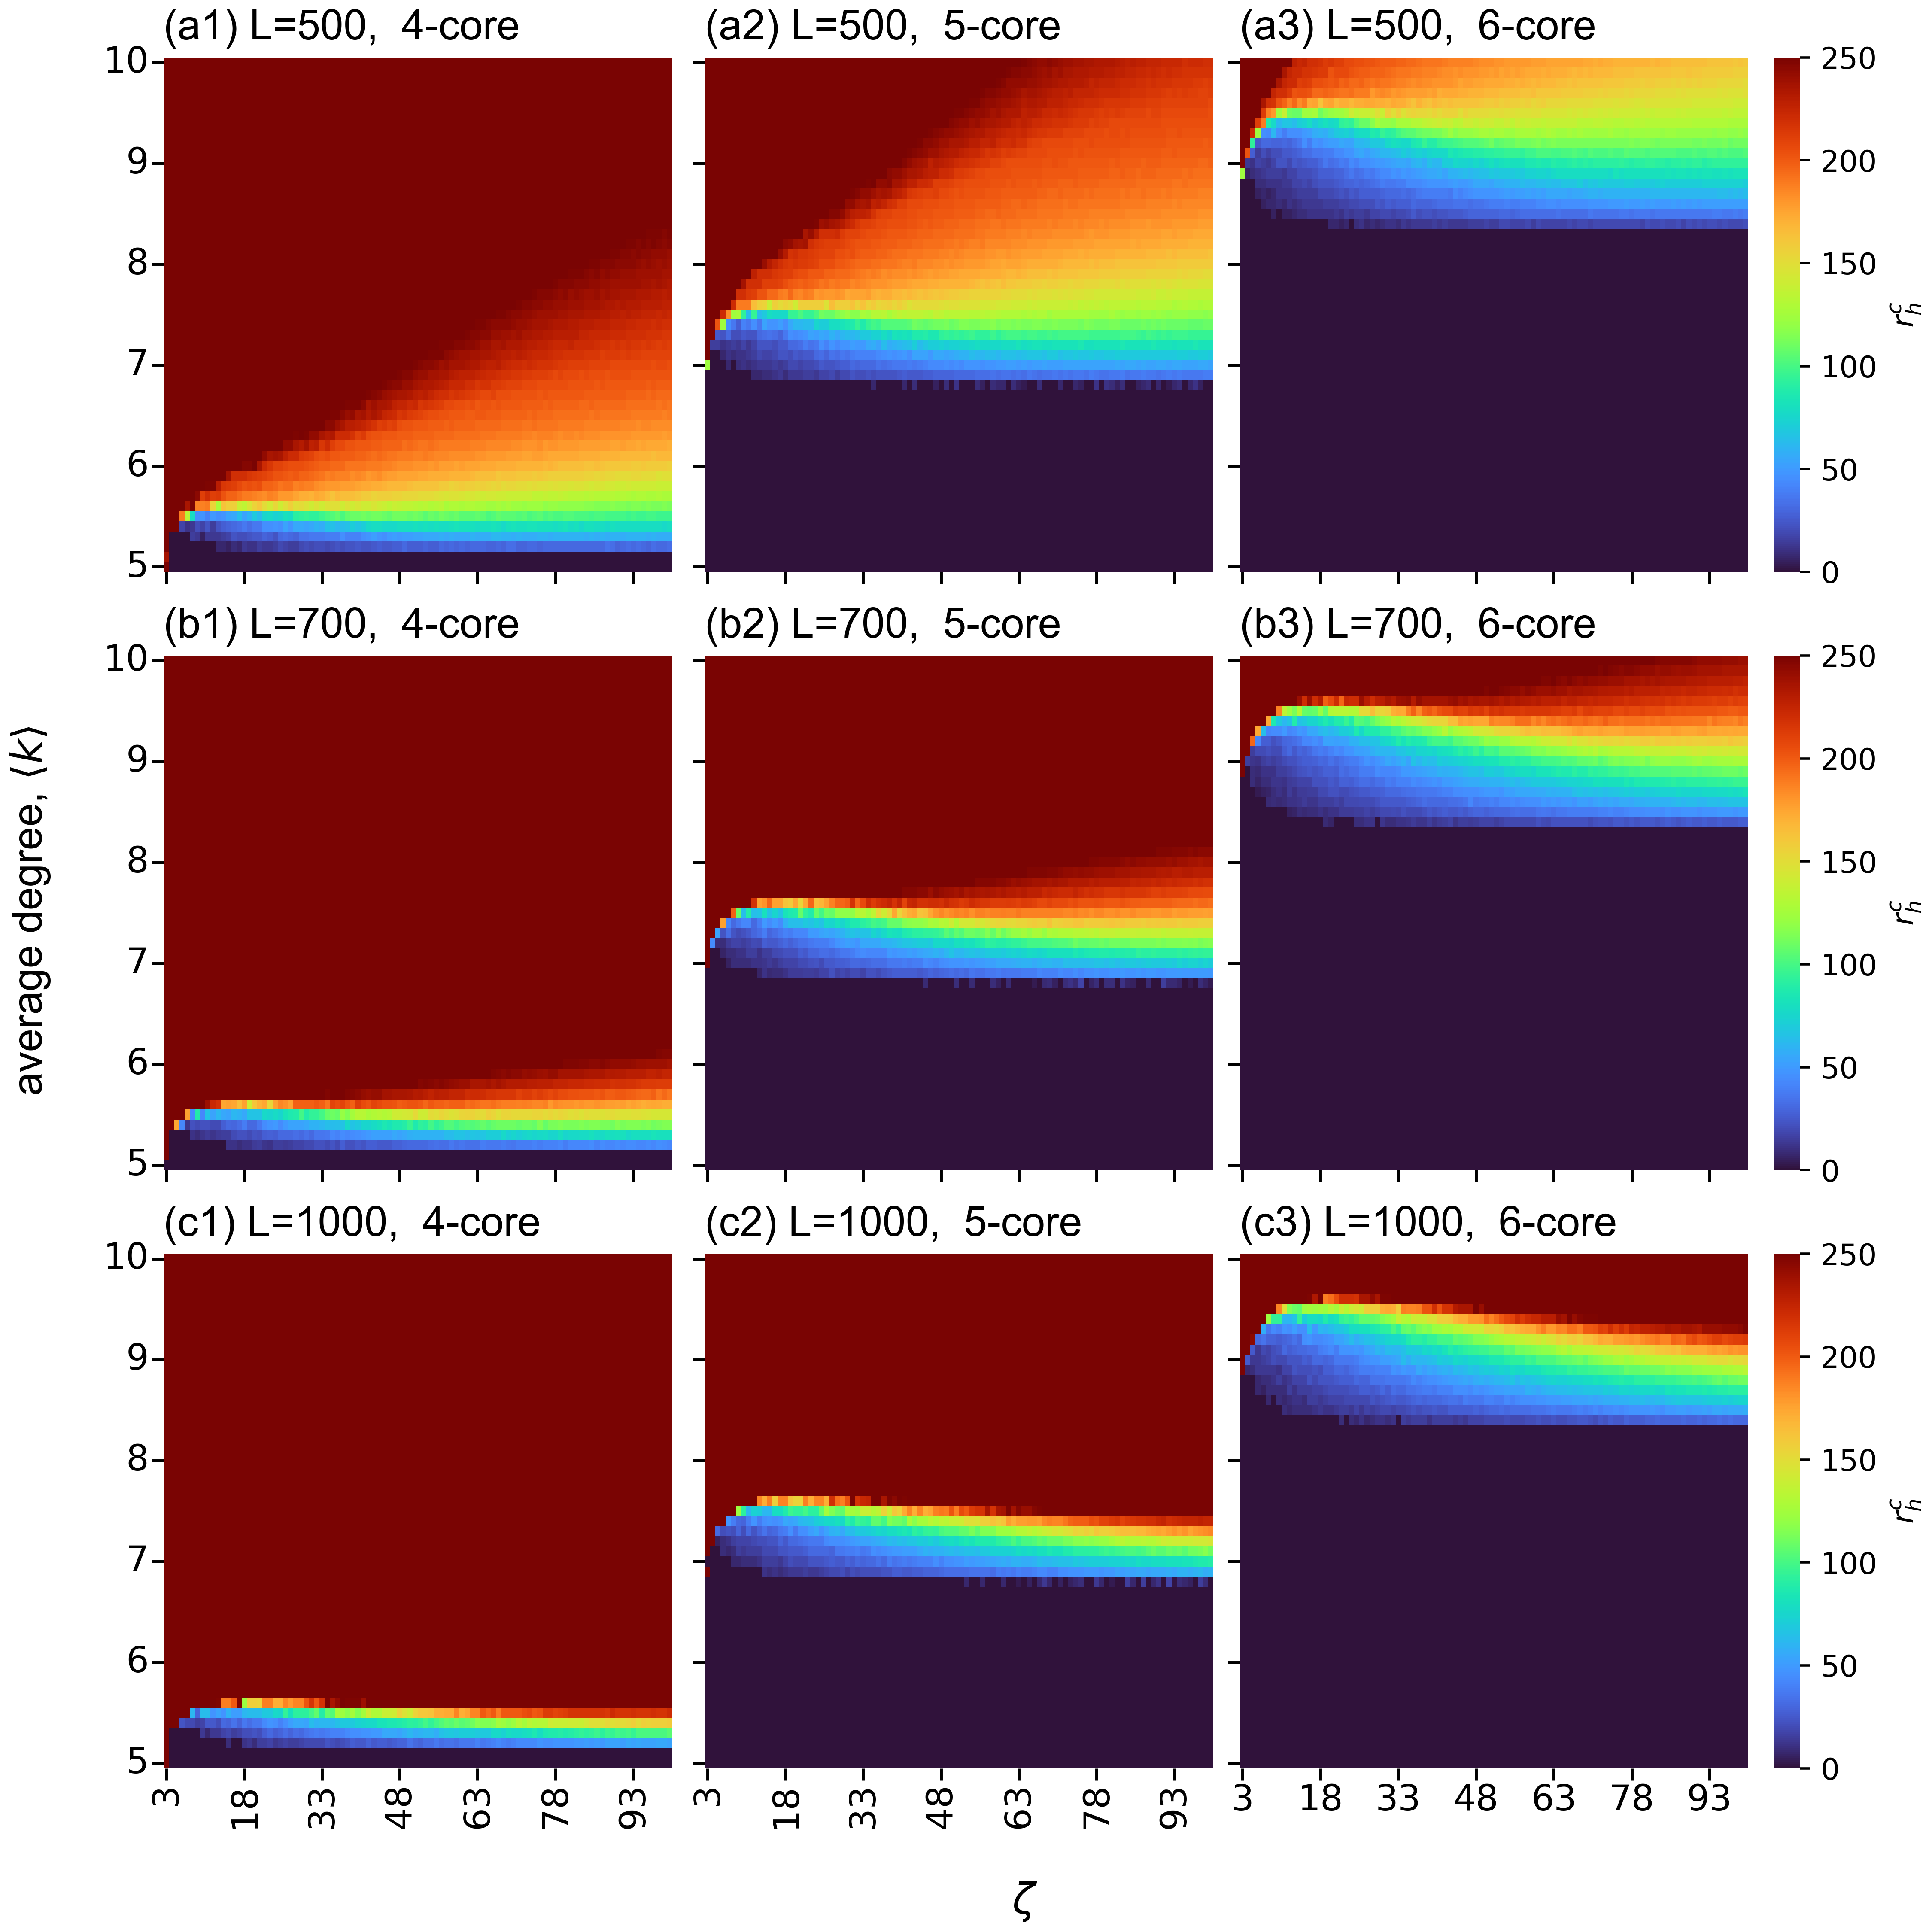 (a1) L=500, 4-core
(a2) L=500, 5-core
(a3) L=500, 6-core
10
9
8
7
6
5
250
200
150
100
50
0
r_h^c
(b1) L=700, 4-core
(b2) L=700, 5-core
(b3) L=700, 6-core
average degree, ⟨k⟩
10
9
8
7
6
5
250
200
150
100
50
0
r_h^c
(c1) L=1000, 4-core
(c2) L=1000, 5-core
(c3) L=1000, 6-core
10
9
8
7
6
5
250
200
150
100
50
0
r_h^c
3 18 33 48 63 78 93
3 18 33 48 63 78 93
3 18 33 48 63 78 93
ζ